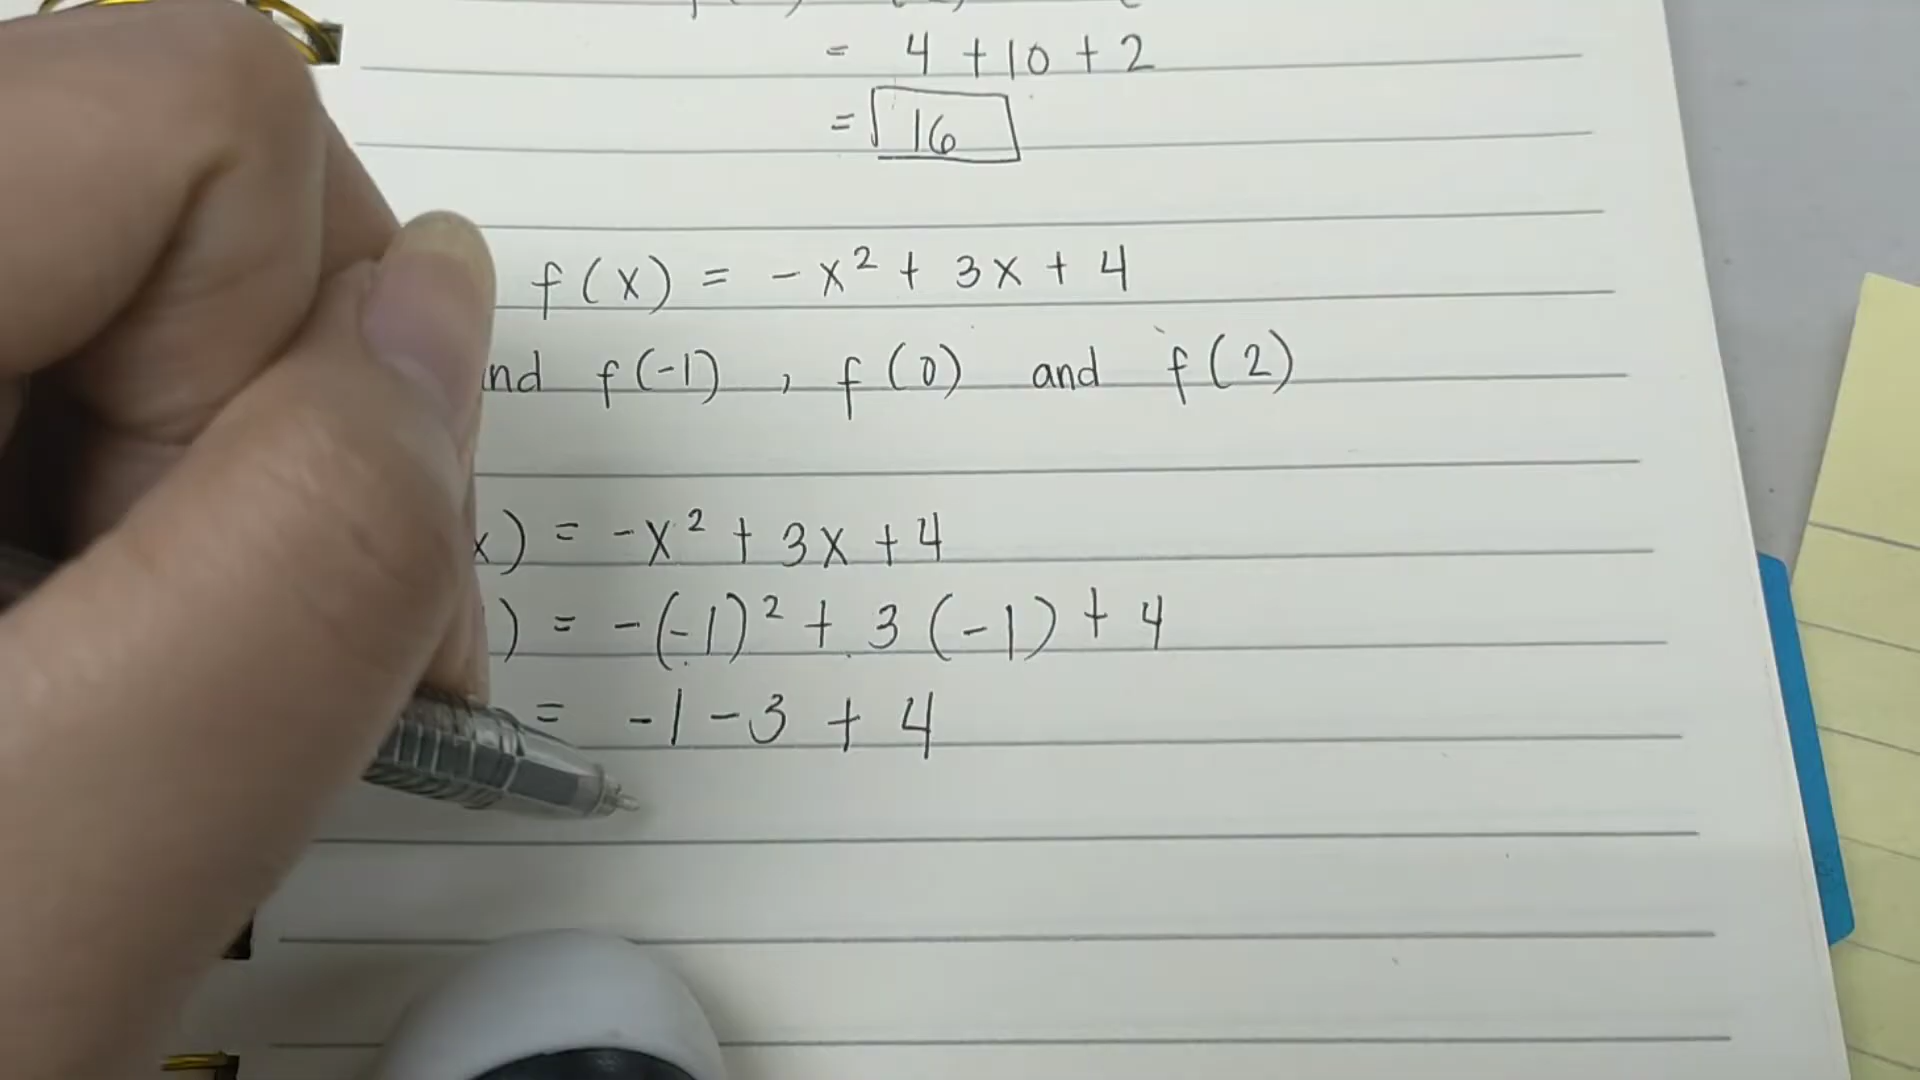 = 4 + 10 + 2
= 16
f(x) = -x² + 3x + 4
nd f(-1) , f(0) and f(2)
x) = -x² + 3x + 4
) = -(-1)² + 3(-1) + 4
= -1 - 3 + 4